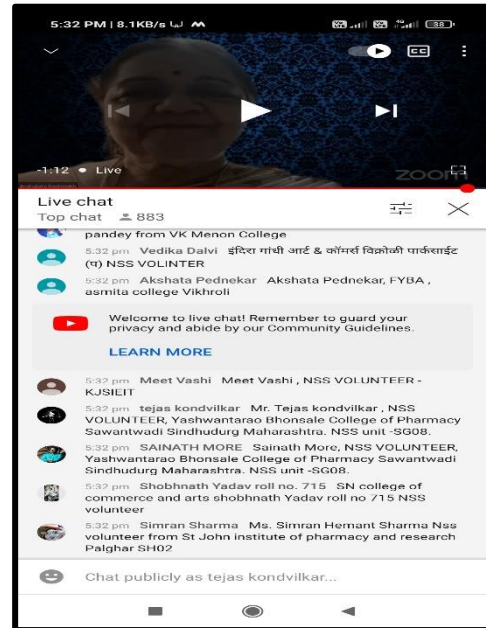 5:32 PM | 8.1KB/s
38
CC
-1:12 • Live
zoom
Live chat
Top chat 883
pandey from VK Menon College
5:32 pm Vedika Dalvi इंदिरा गांधी आर्ट & कॉमर्स विक्रोळी पार्कसाईट
(प) NSS VOLINTER
5:32 pm Akshata Pednekar Akshata Pednekar, FYBA ,
asmita college Vikhroli
Welcome to live chat! Remember to guard your
privacy and abide by our Community Guidelines.
LEARN MORE
5:32 pm Meet Vashi Meet Vashi , NSS VOLUNTEER -
KJSIEIT
5:32 pm tejas kondvilkar Mr. Tejas kondvilkar , NSS
VOLUNTEER, Yashwantarao Bhonsale College of Pharmacy
Sawantwadi Sindhudurg Maharashtra. NSS unit -SG08.
5:32 pm SAINATH MORE Sainath More, NSS VOLUNTEER,
Yashwantarao Bhonsale College of Pharmacy Sawantwadi
Sindhudurg Maharashtra. NSS unit -SG08.
5:32 pm Shobhnath Yadav roll no. 715 SN college of
commerce and arts shobhnath Yadav roll no 715 NSS
volunteer
5:32 pm Simran Sharma Ms. Simran Hemant Sharma Nss
volunteer from St John institute of pharmacy and research
Palghar SH02
Chat publicly as tejas kondvilkar...